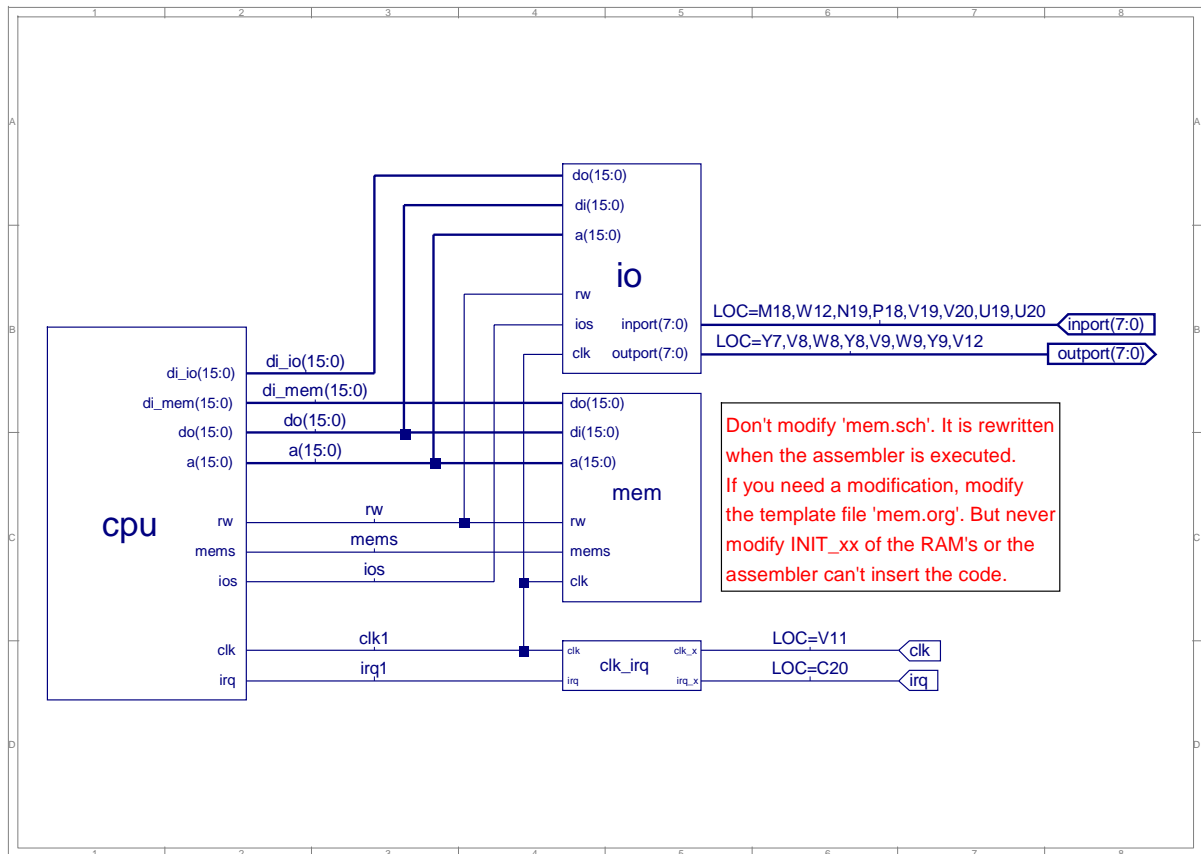 1 2 3 4 5 6 7 8
A A
do(15:0)
di(15:0)
a(15:0)
io
rw
ios inport(7:0) LOC=M18,W12,N19,P18,V19,V20,U19,U20 inport(7:0)
clk outport(7:0) LOC=Y7,V8,W8,Y8,V9,W9,Y9,V12 outport(7:0)
B B
di_io(15:0) di_io(15:0)
di_mem(15:0) di_mem(15:0) do(15:0)
do(15:0) do(15:0) di(15:0)
a(15:0) a(15:0) a(15:0)
cpu mem
rw rw rw
mems mems mems
ios ios clk
Don't modify 'mem.sch'. It is rewritten
when the assembler is executed.
If you need a modification, modify
the template file 'mem.org'. But never
modify INIT_xx of the RAM's or the
assembler can't insert the code.
C C
clk clk1 clk clk_x LOC=V11 clk
clk_irq
irq irq1 irq irq_x LOC=C20 irq
D D
1 2 3 4 5 6 7 8